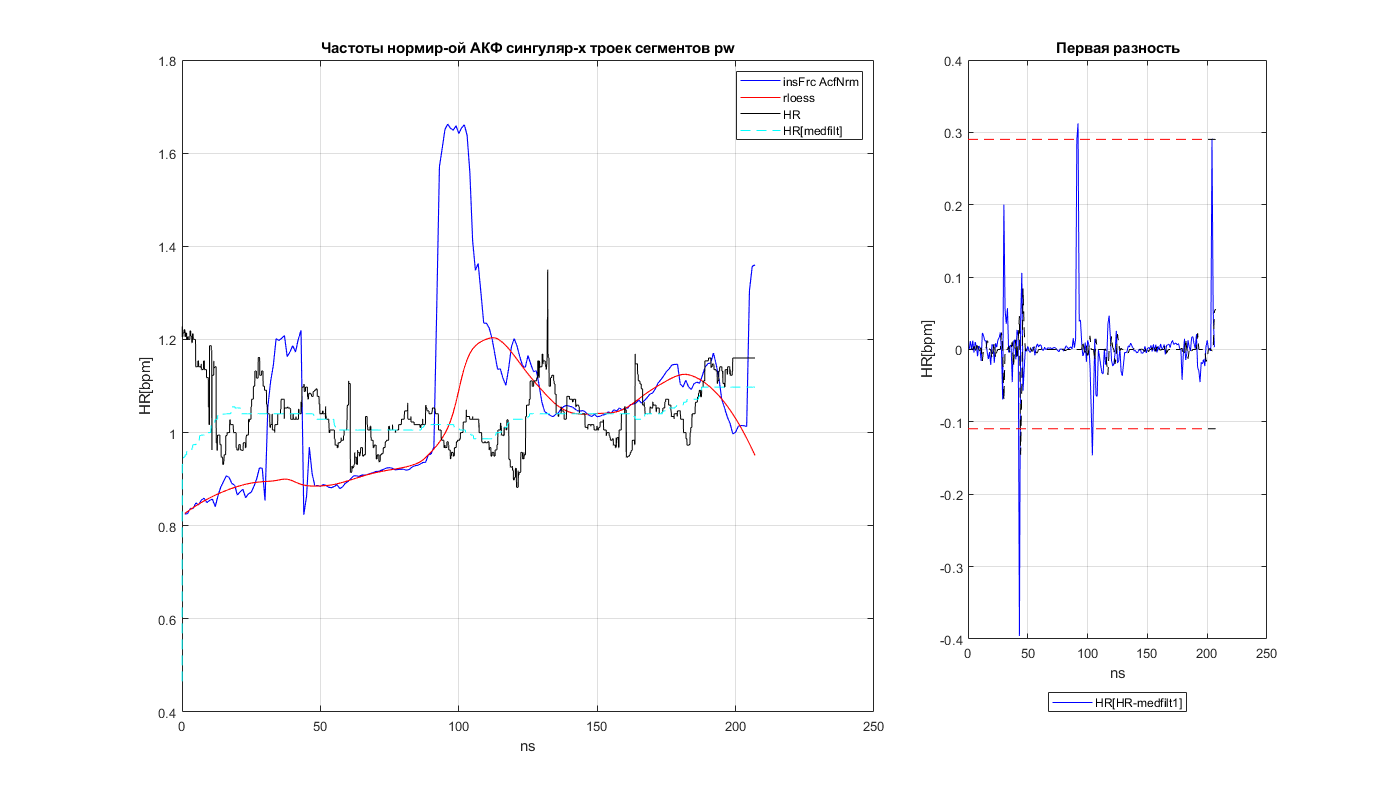 Частоты нормир-ой АКФ сингуляр-х троек сегментов pw
1.8
1.6
1.4
1.2
1
0.8
0.6
0.4
HR[bpm]
0
50
100
150
200
250
ns
insFrc AcfNrm
rloess
HR
HR[medfilt]
Первая разность
0.4
0.3
0.2
0.1
0
-0.1
-0.2
-0.3
-0.4
HR[bpm]
0
50
100
150
200
250
ns
HR[HR-medfilt1]